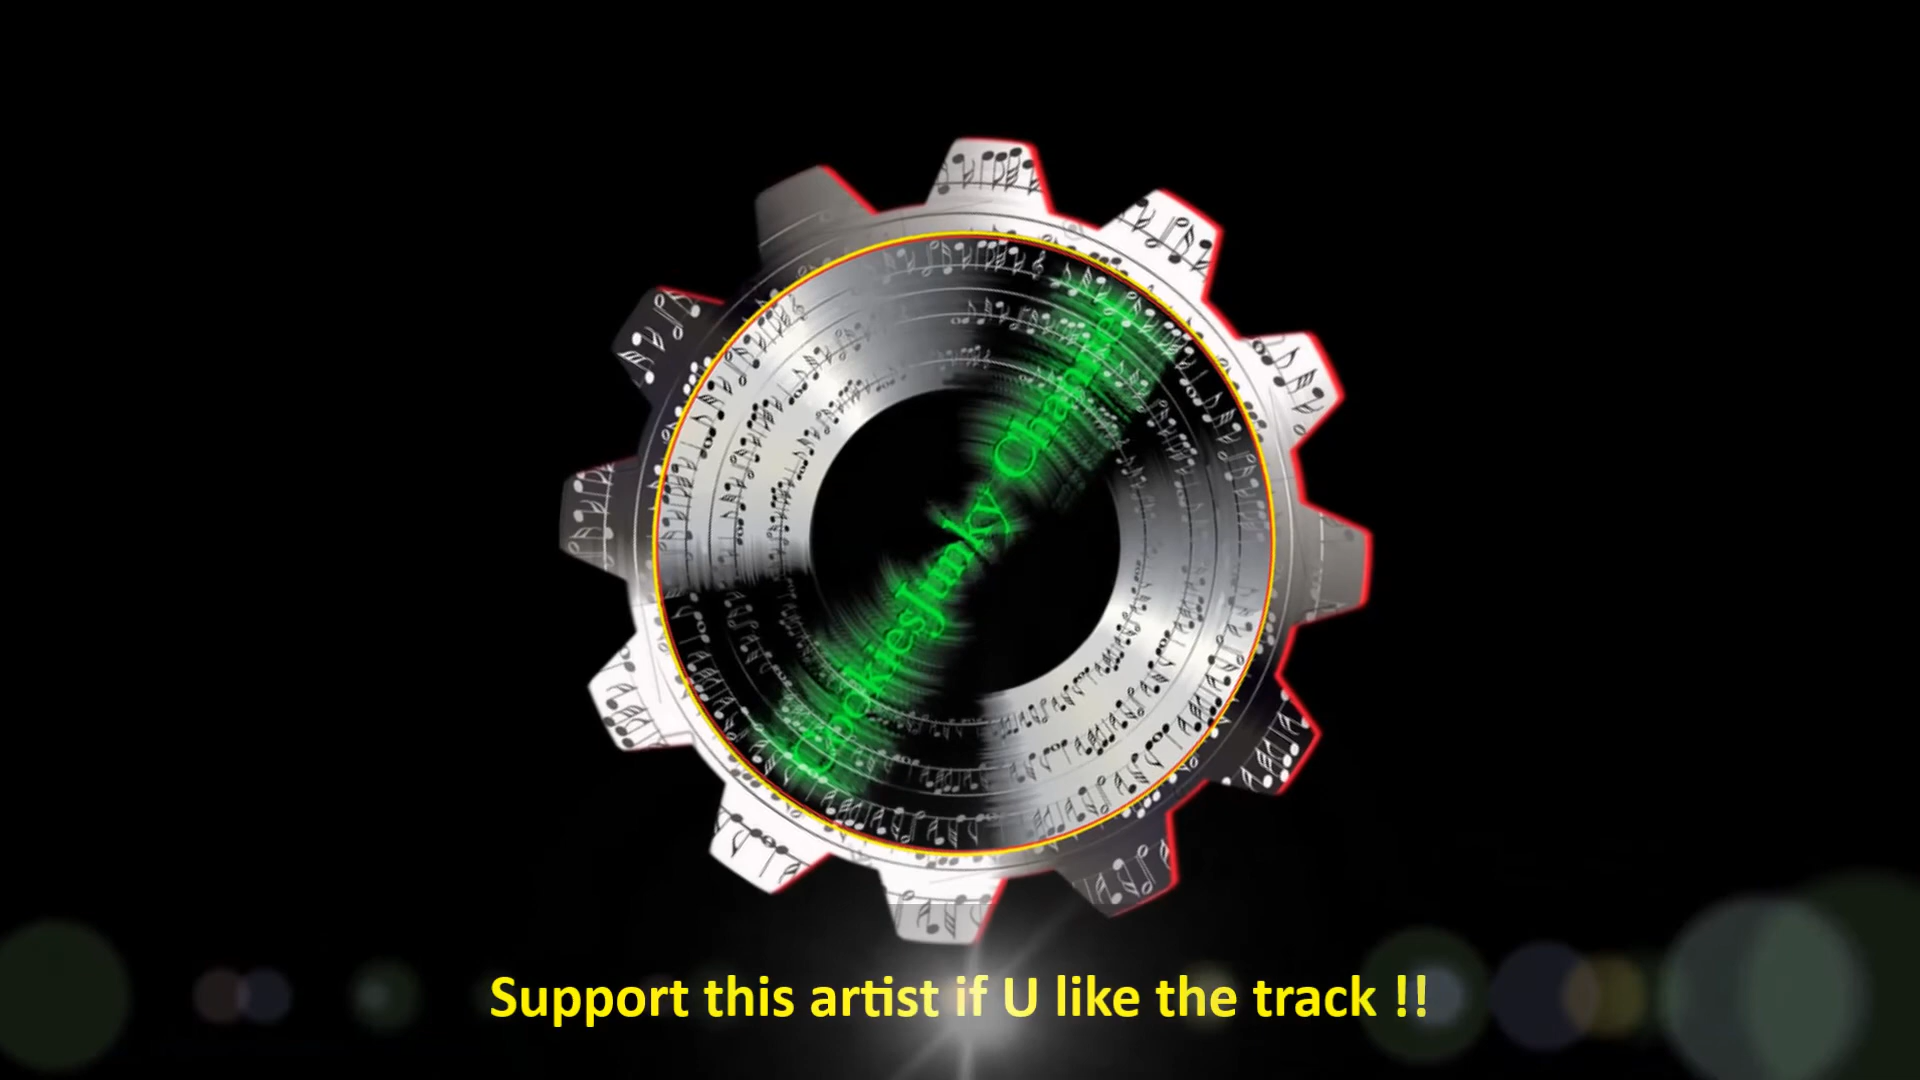 CookiesJunky Channel
Support this artist if U like the track !!